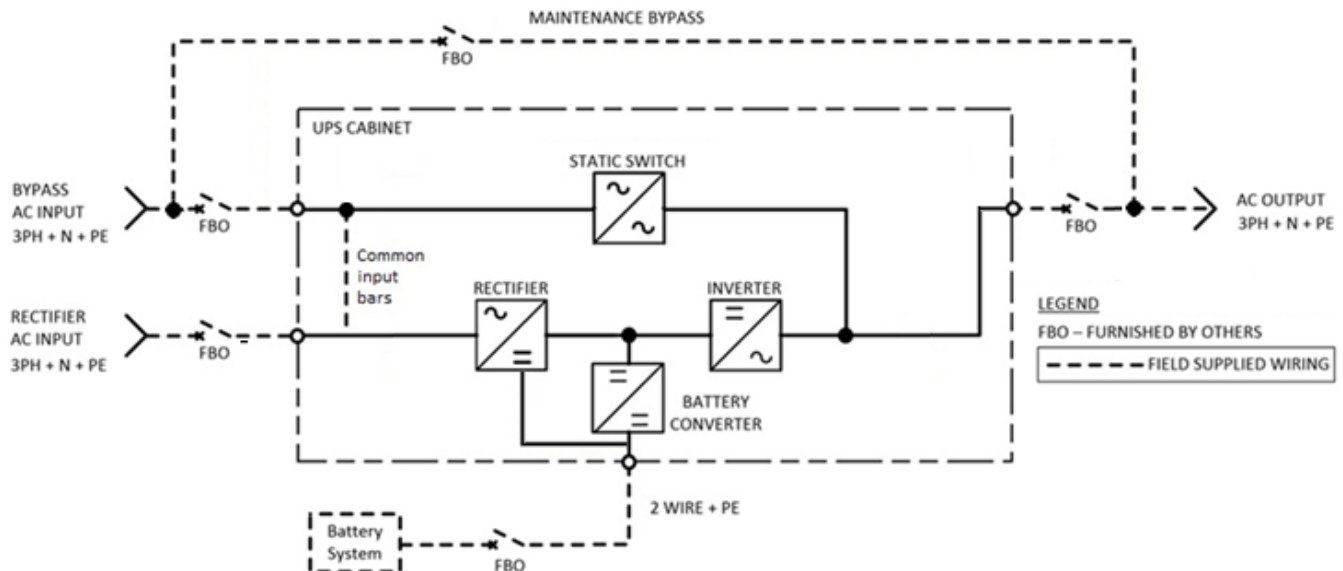 MAINTENANCE BYPASS
FBO
UPS CABINET
STATIC SWITCH
BYPASS
AC INPUT
3PH + N + PE
FBO
FBO
AC OUTPUT
3PH + N + PE
Common
input
bars
RECTIFIER
INVERTER
RECTIFIER
AC INPUT
3PH + N + PE
FBO
LEGEND
FBO – FURNISHED BY OTHERS
FIELD SUPPLIED WIRING
BATTERY
CONVERTER
2 WIRE + PE
Battery
System
FBO